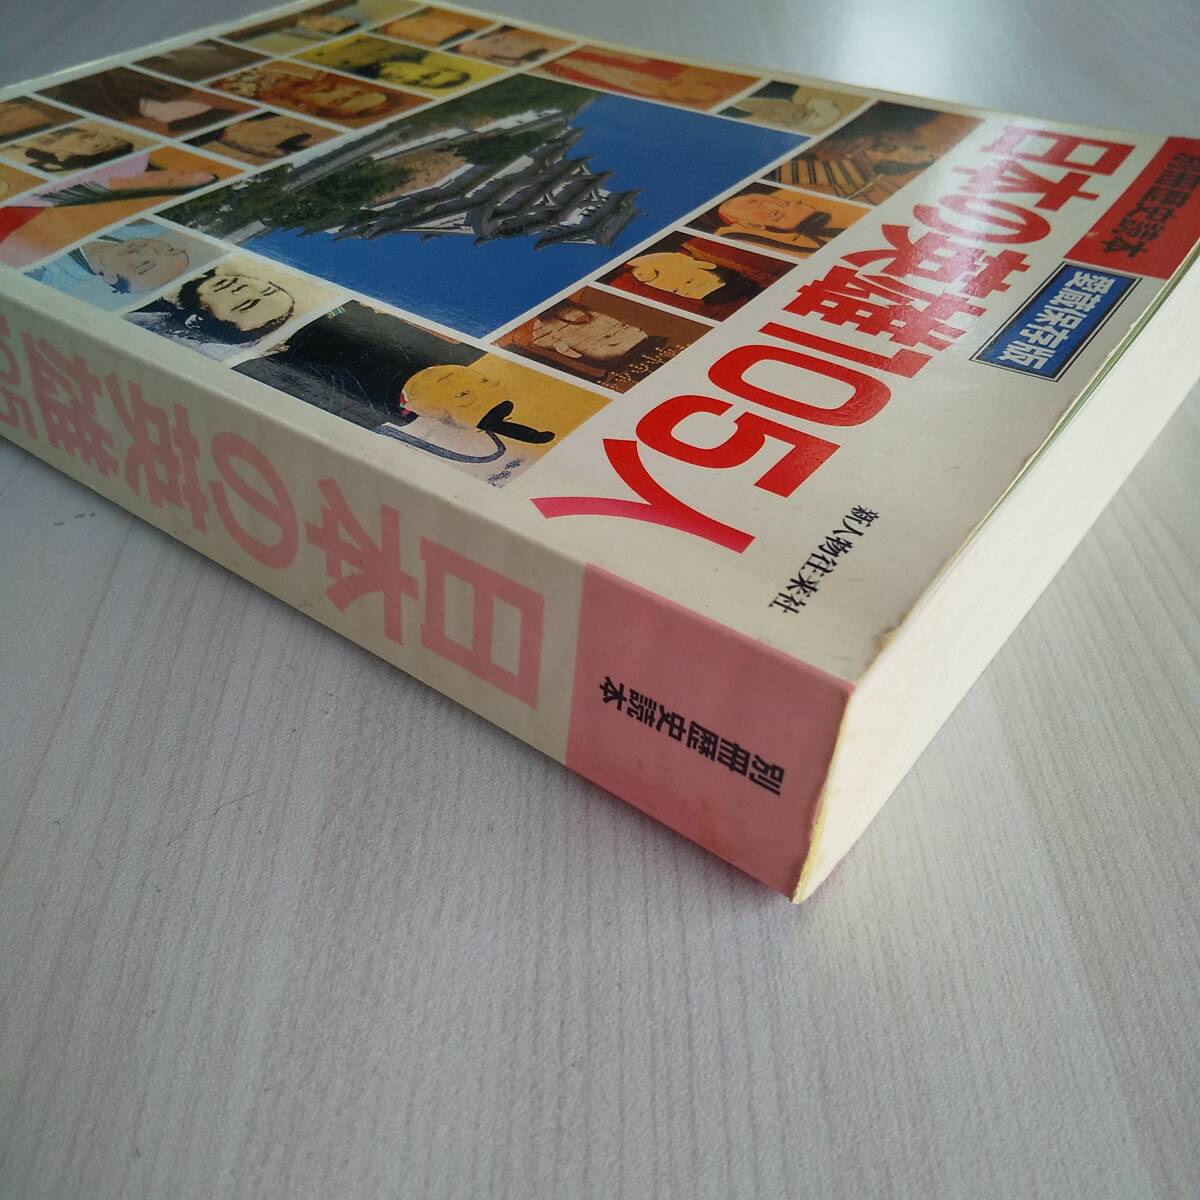 別冊歴史読本
愛蔵保存版
日本の英雄105人
新人物往来社
別冊歴史読本
日本の英雄105